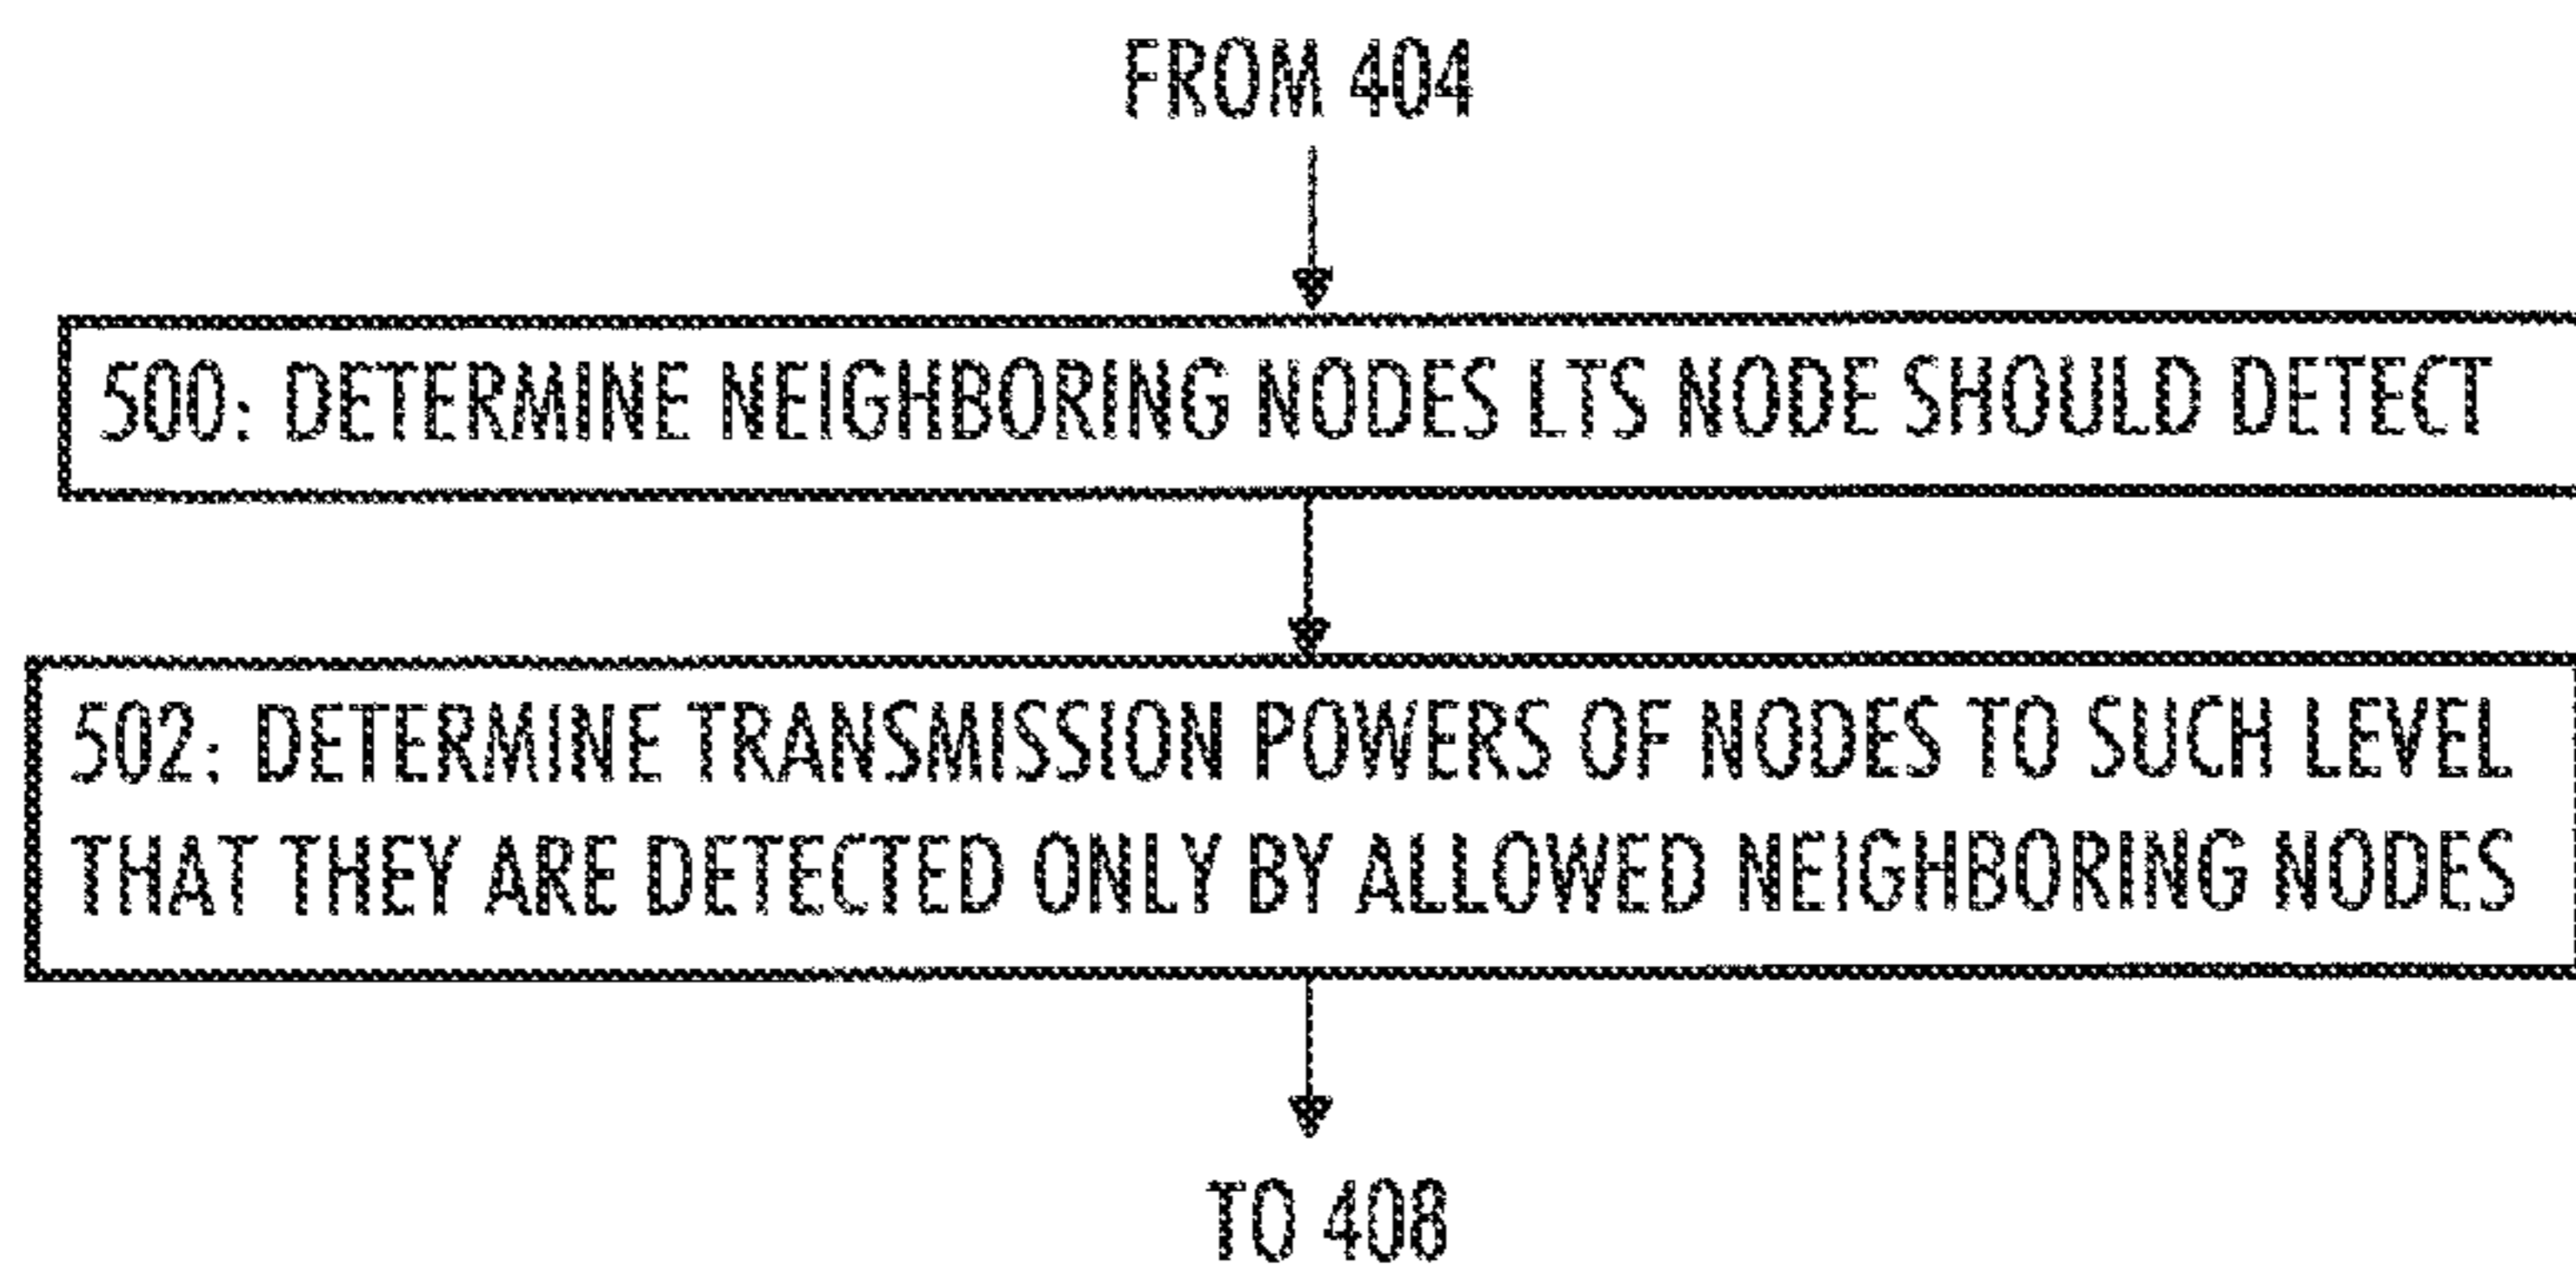 FROM 404
500: DETERMINE NEIGHBORING NODES LTS NODE SHOULD DETECT
502: DETERMINE TRANSMISSION POWERS OF NODES TO SUCH LEVEL
THAT THEY ARE DETECTED ONLY BY ALLOWED NEIGHBORING NODES
TO 408